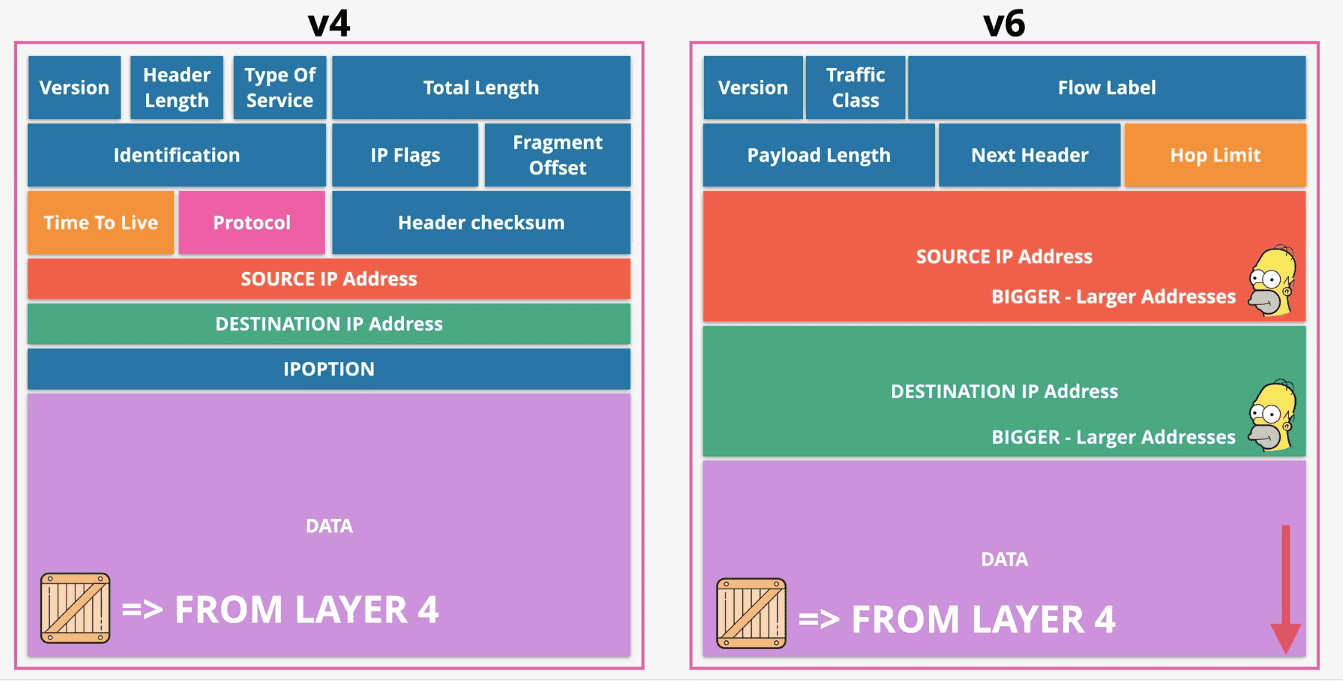 v4
Version
Header
Length
Type Of
Service
Total Length
Identification
IP Flags
Fragment
Offset
Time To Live
Protocol
Header checksum
SOURCE IP Address
DESTINATION IP Address
IPOPTION
DATA
=> FROM LAYER 4
v6
Version
Traffic
Class
Flow Label
Payload Length
Next Header
Hop Limit
SOURCE IP Address
BIGGER - Larger Addresses
DESTINATION IP Address
BIGGER - Larger Addresses
DATA
=> FROM LAYER 4